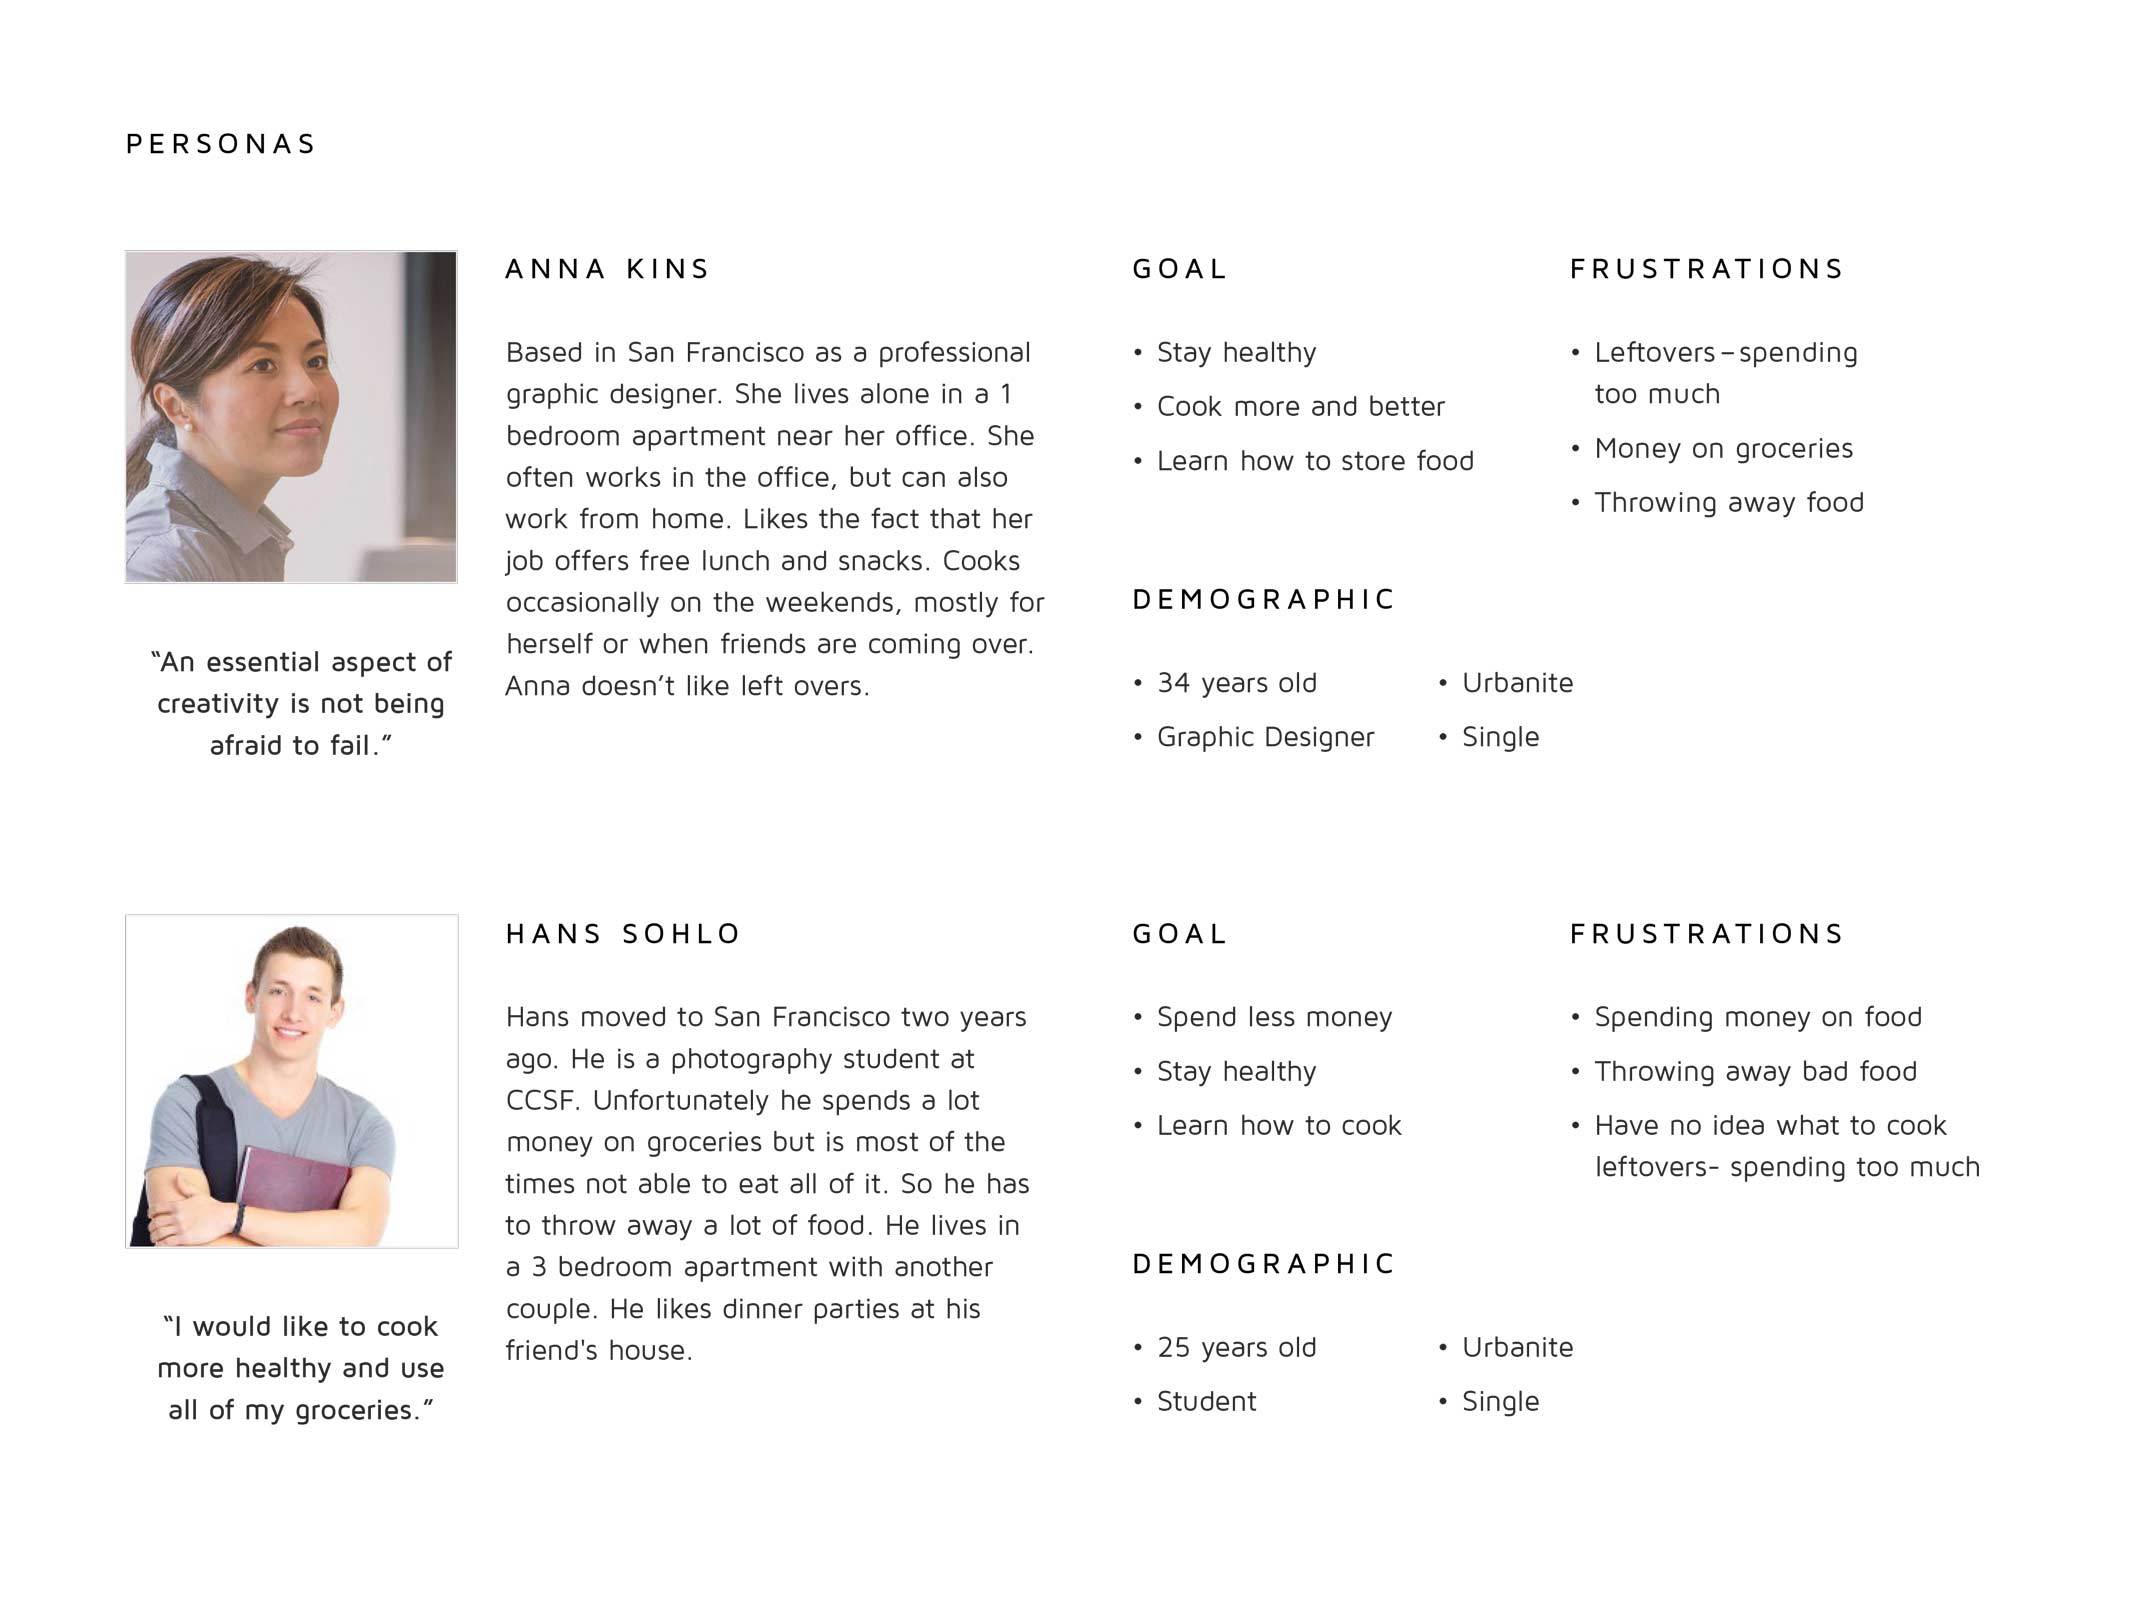 PERSONAS
ANNA KINS
Based in San Francisco as a professional
graphic designer. She lives alone in a 1
bedroom apartment near her office. She
often works in the office, but can also
work from home. Likes the fact that her
job offers free lunch and snacks. Cooks
occasionally on the weekends, mostly for
herself or when friends are coming over.
Anna doesn’t like left overs.
“An essential aspect of
creativity is not being
afraid to fail.”
GOAL
• Stay healthy
• Cook more and better
• Learn how to store food
FRUSTRATIONS
• Leftovers – spending
too much
• Money on groceries
• Throwing away food
DEMOGRAPHIC
• 34 years old
• Graphic Designer
• Urbanite
• Single
HANS SOHLO
Hans moved to San Francisco two years
ago. He is a photography student at
CCSF. Unfortunately he spends a lot
money on groceries but is most of the
times not able to eat all of it. So he has
to throw away a lot of food. He lives in
a 3 bedroom apartment with another
couple. He likes dinner parties at his
friend's house.
“I would like to cook
more healthy and use
all of my groceries.”
GOAL
• Spend less money
• Stay healthy
• Learn how to cook
FRUSTRATIONS
• Spending money on food
• Throwing away bad food
• Have no idea what to cook
leftovers- spending too much
DEMOGRAPHIC
• 25 years old
• Student
• Urbanite
• Single